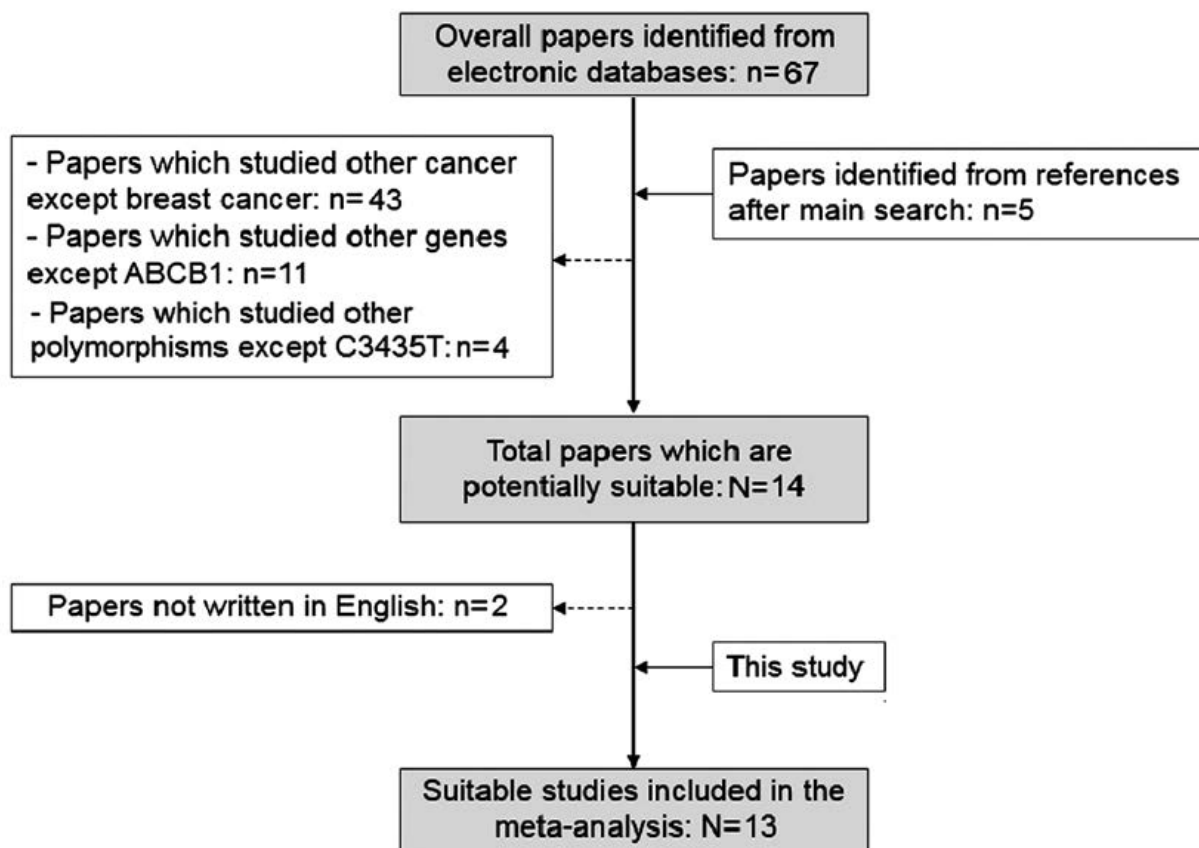 Overall papers identified from
electronic databases: n=67
- Papers which studied other cancer
except breast cancer: n=43
- Papers which studied other genes
except ABCB1: n=11
- Papers which studied other
polymorphisms except C3435T: n=4
Papers identified from references
after main search: n=5
Total papers which are
potentially suitable: N=14
Papers not written in English: n=2
This study
Suitable studies included in the
meta-analysis: N=13